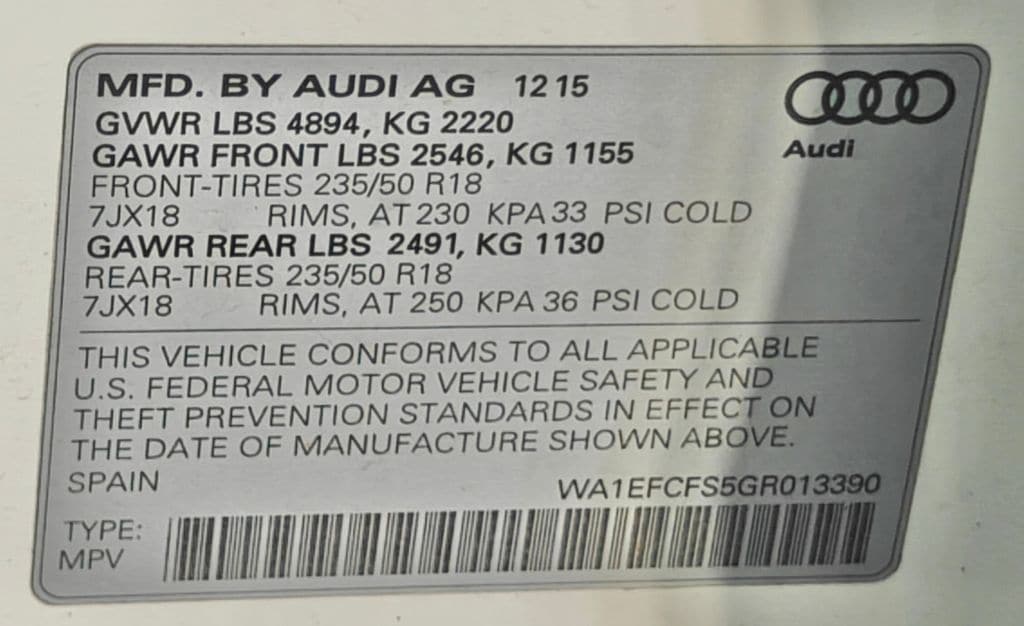 MFD. BY AUDI AG 12 15
GVWR LBS 4894, KG 2220
GAWR FRONT LBS 2546, KG 1155
Audi
FRONT-TIRES 235/50 R18
7JX18 RIMS, AT 230 KPA 33 PSI COLD
GAWR REAR LBS 2491, KG 1130
REAR-TIRES 235/50 R18
7JX18 RIMS, AT 250 KPA 36 PSI COLD
THIS VEHICLE CONFORMS TO ALL APPLICABLE
U.S. FEDERAL MOTOR VEHICLE SAFETY AND
THEFT PREVENTION STANDARDS IN EFFECT ON
THE DATE OF MANUFACTURE SHOWN ABOVE.
SPAIN
WA1EFCFS5GR013390
TYPE:
MPV